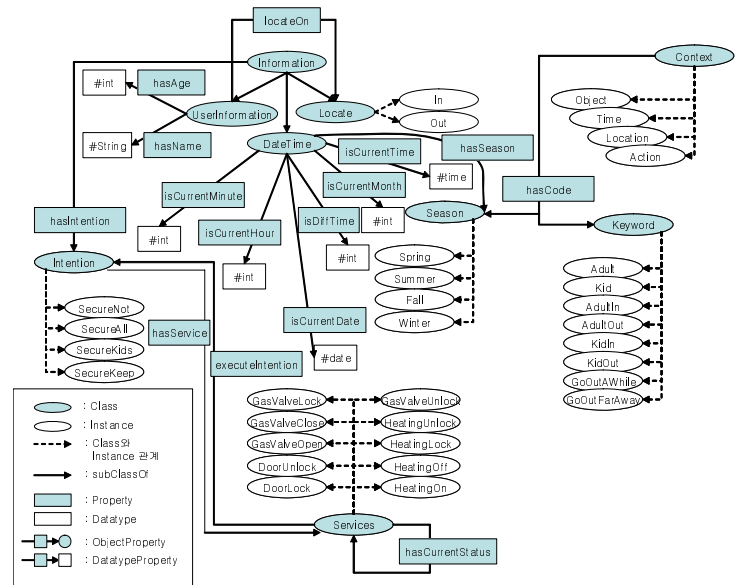 locateOn
Information
Context
#int
hasAge
In
UserInformation
Locate
Object
Out
Time
#String
hasName
DateTime
isCurrentTime
hasSeason
Location
Action
isCurrentMinute
isCurrentMonth
#time
hasCode
hasIntention
isCurrentHour
isDiffTime
#int
Season
Keyword
#int
Intention
#int
#int
Spring
Summer
Fall
Winter
Adult
Kid
AdultIn
AdultOut
KidIn
KidOut
GoOutAWhile
GoOutFarAway
SecureNot
SecureAll
SecureKids
SecureKeep
hasService
isCurrentDate
executeIntention
#date
: Class
: Instance
: Class와
Instance 관계
: subClassOf
: Property
: Datatype
: ObjectProperty
: DatatypeProperty
GasValveLock
GasValveUnlock
GasValveClose
HeatingUnlock
GasValveOpen
HeatingLock
DoorUnlock
HeatingOff
DoorLock
HeatingOn
Services
hasCurrentStatus